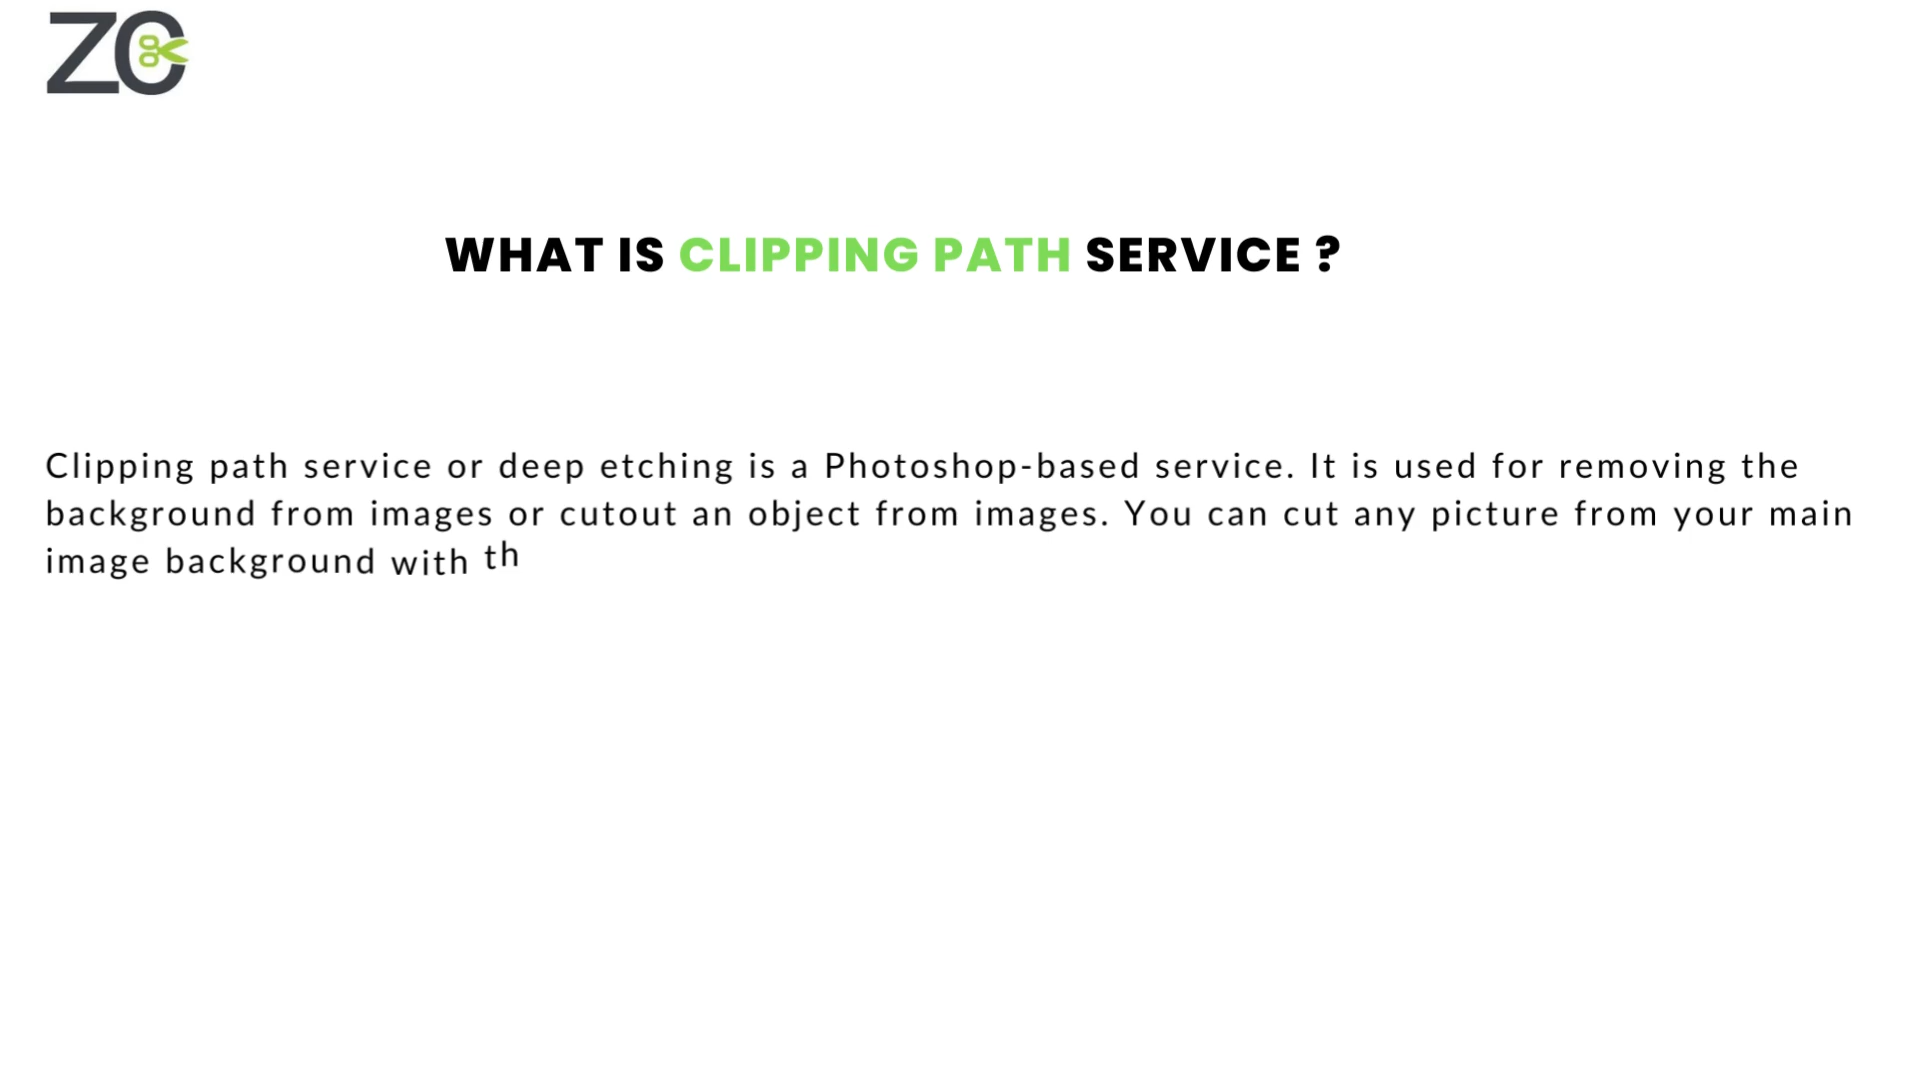 ZC
WHAT IS CLIPPING PATH SERVICE ?
Clipping path service or deep etching is a Photoshop-based service. It is used for removing the
background from images or cutout an object from images. You can cut any picture from your main
image background with th